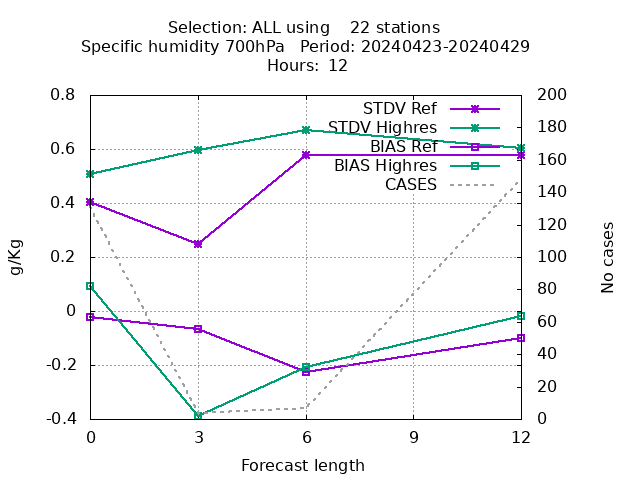 Selection: ALL using    22 stations
Specific humidity 700hPa   Period: 20240423-20240429
Hours:  12
STDV Ref
STDV Highres
BIAS Ref
BIAS Highres
CASES
0.8
0.6
0.4
0.2
0
-0.2
-0.4
g/Kg
200
180
160
140
120
100
80
60
40
20
0
No cases
0 3 6 9 12
Forecast length